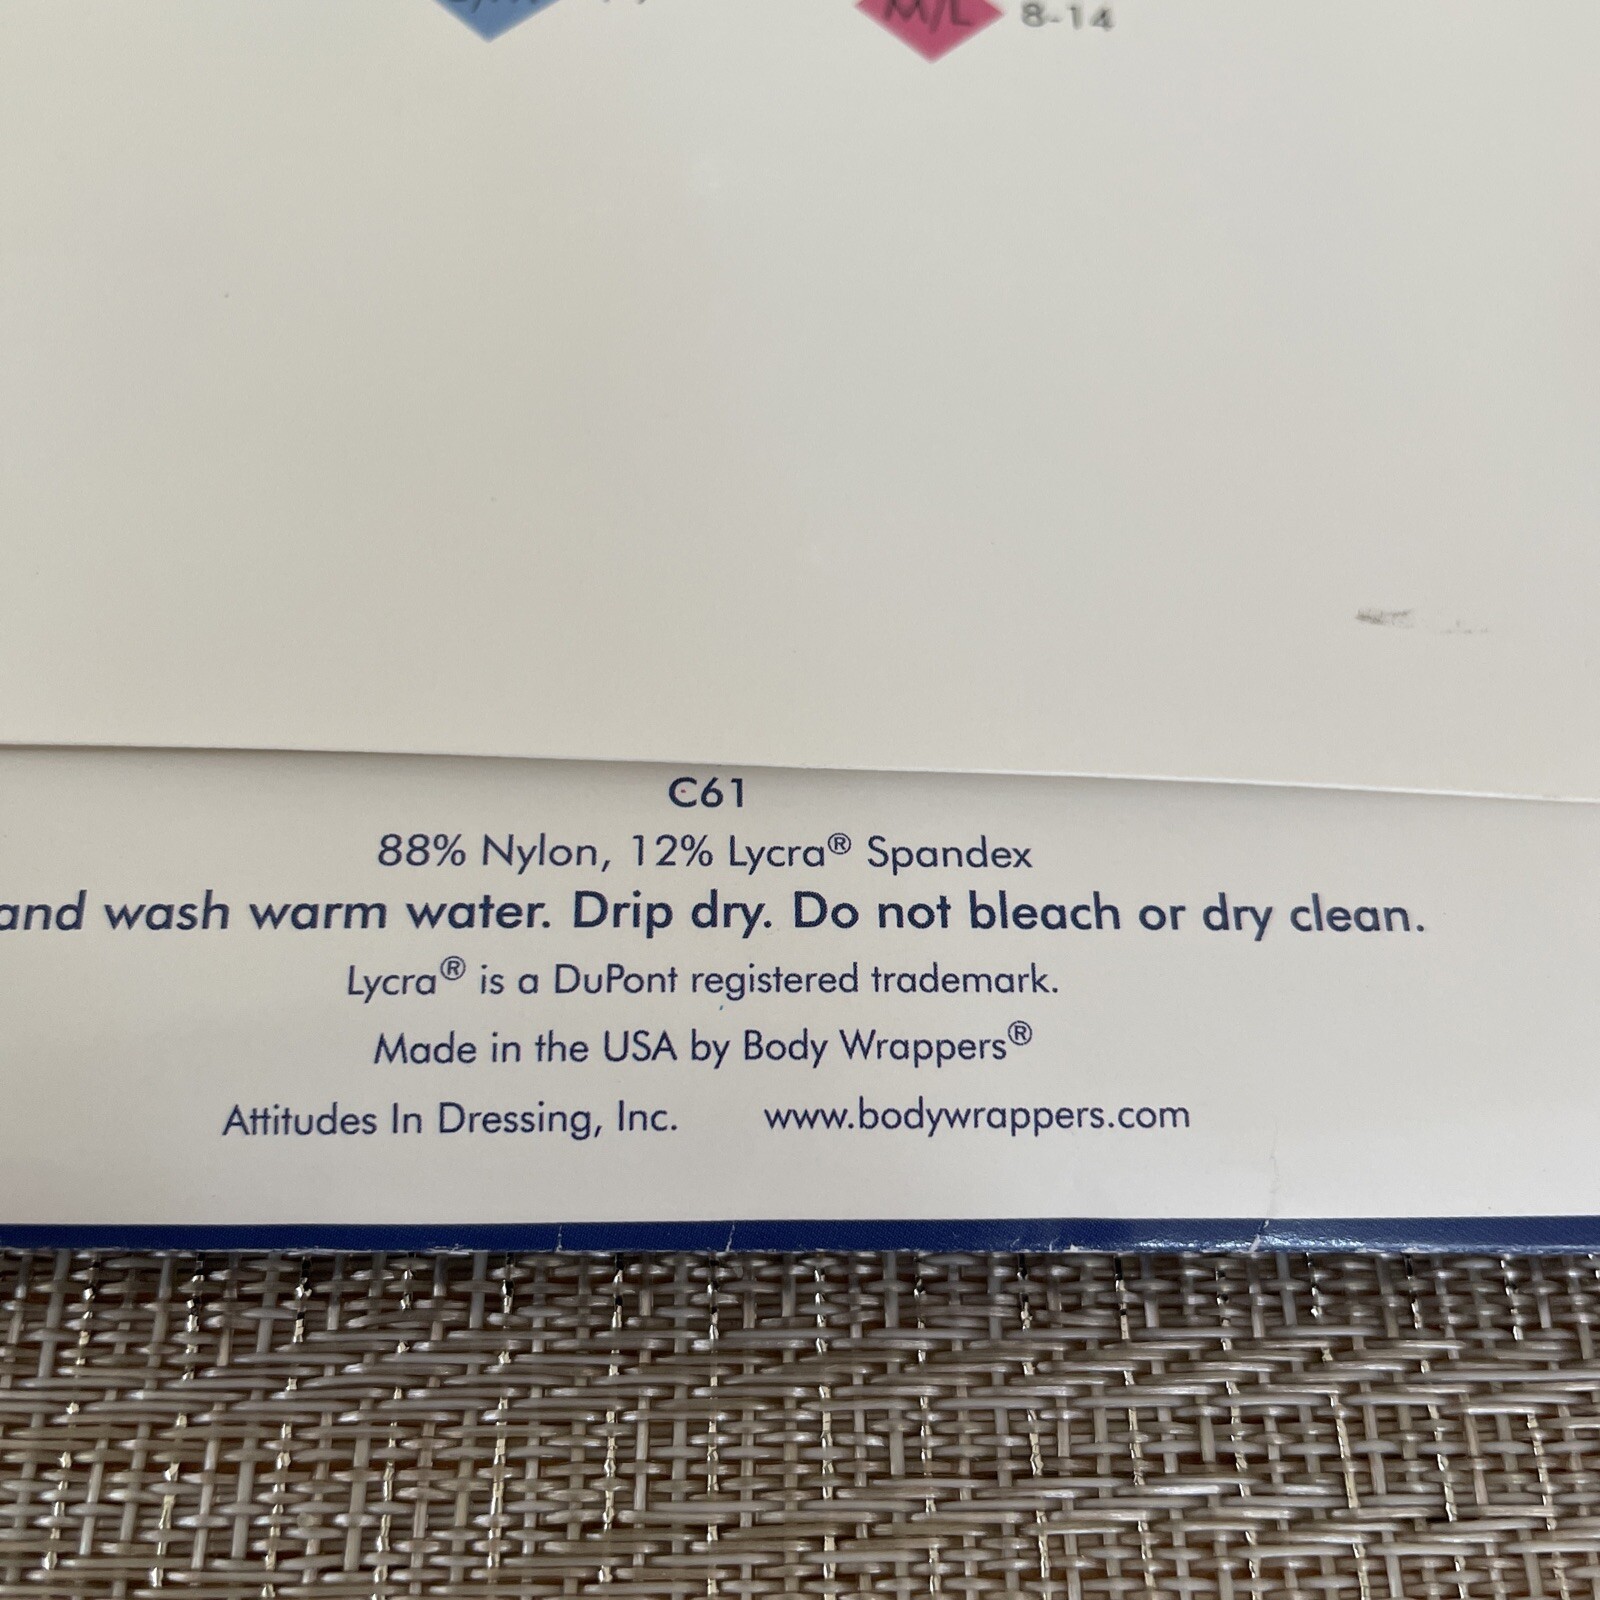 M/L 8-14
C61
88% Nylon, 12% Lycra® Spandex
and wash warm water. Drip dry. Do not bleach or dry clean.
Lycra® is a DuPont registered trademark.
Made in the USA by Body Wrappers®
Attitudes In Dressing, Inc. www.bodywrappers.com